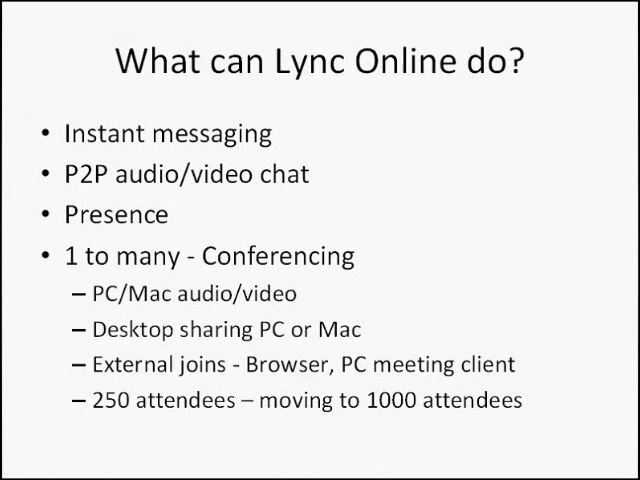 What can Lync Online do?
• Instant messaging
• P2P audio/video chat
• Presence
• 1 to many - Conferencing
– PC/Mac audio/video
– Desktop sharing PC or Mac
– External joins - Browser, PC meeting client
– 250 attendees – moving to 1000 attendees